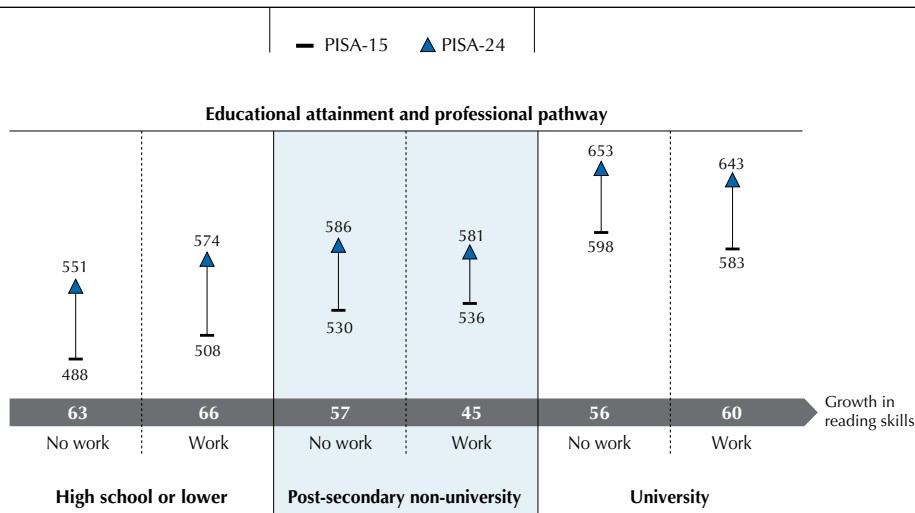 PISA-15 PISA-24
Educational attainment and professional pathway
653
643
598
583
586
581
574
551
530
536
508
488
63 66 57 45 56 60
Growth in
reading skills
No work Work No work Work No work Work
High school or lower Post-secondary non-university University